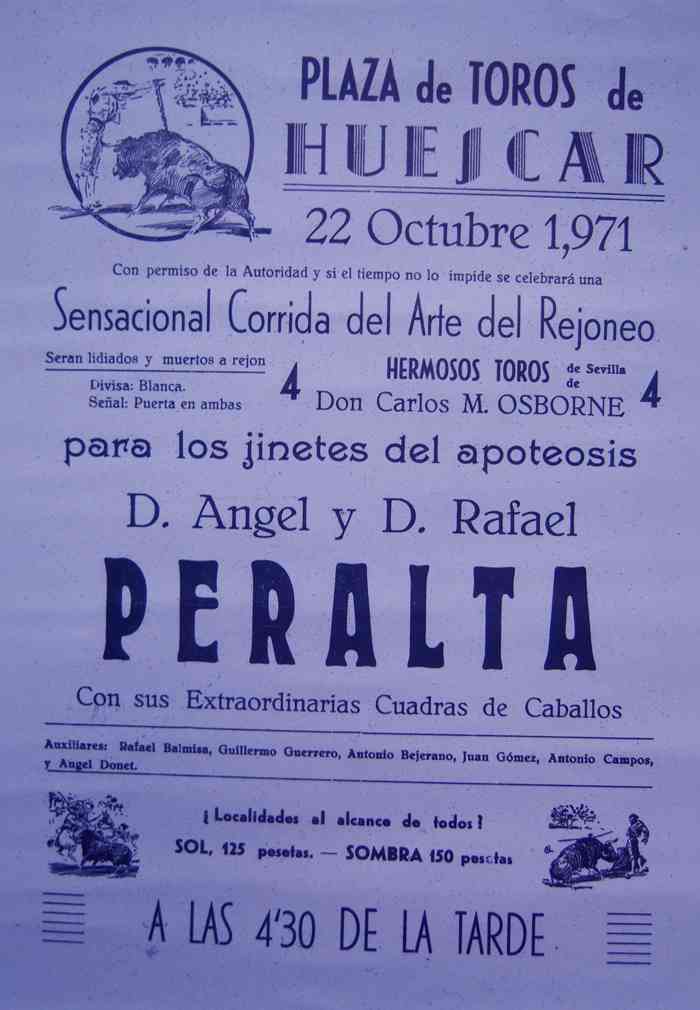 PLAZA de TOROS de
HUESCAR
22 Octubre 1,971
Con permiso de la Autoridad y si el tiempo no lo impide se celebrará una
Sensacional Corrida del Arte del Rejoneo
Seran lidiados y muertos a rejon
Divisa: Blanca.
Señal: Puerta en ambas
4
HERMOSOS TOROS de Sevilla
de
Don Carlos M. OSBORNE
4
para los jinetes del apoteosis
D. Angel y D. Rafael
PERALTA
Con sus Extraordinarias Cuadras de Caballos
Auxiliares: Rafael Balmisa, Guillermo Guerrero, Antonio Bejerano, Juan Gómez, Antonio Campos,
y Angel Donet.
¡Localidades al alcance de todos!
SOL, 125 pesetas. — SOMBRA 150 pesetas
A LAS 4'30 DE LA TARDE